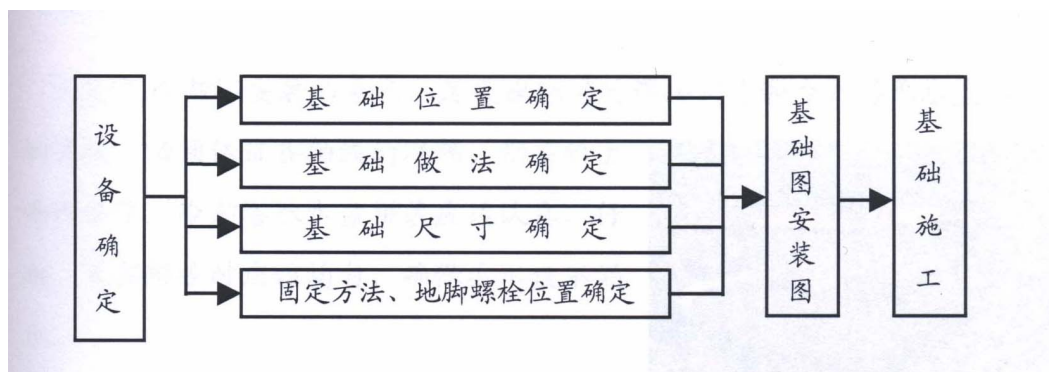 设备确定
基础位置确定
基础做法确定
基础尺寸确定
固定方法、地脚螺栓位置确定
基础图安装图
基础施工